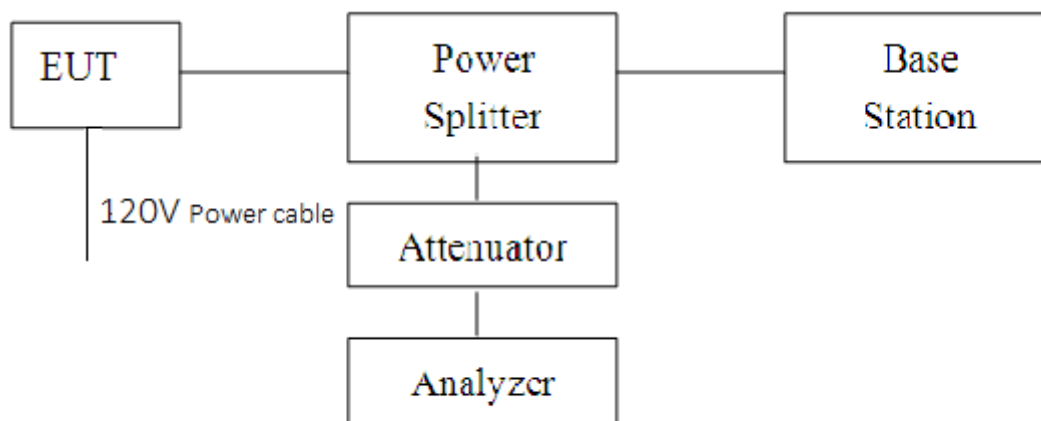 EUT
Power
Splitter
Base
Station
120V Power cable
Attenuator
Analyzer